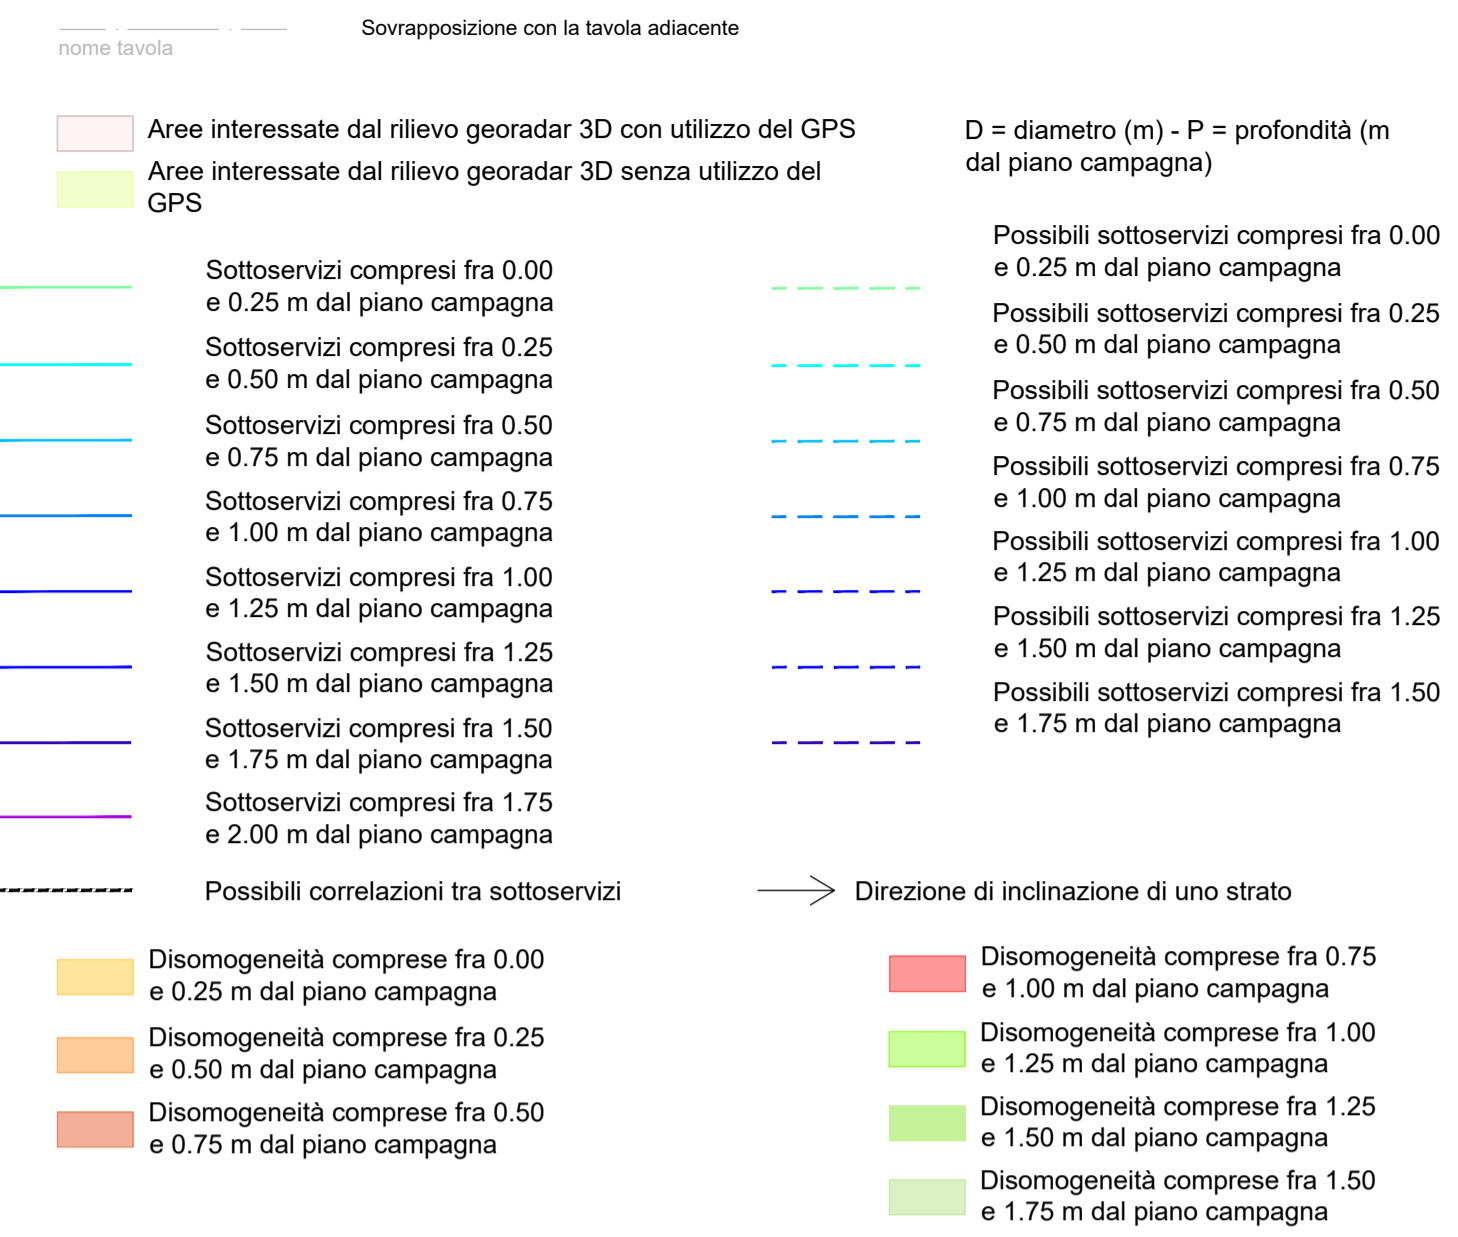 Sovrapposizione con la tavola adiacente
nome tavola
Aree interessate dal rilievo georadar 3D con utilizzo del GPS
Aree interessate dal rilievo georadar 3D senza utilizzo del
GPS
D = diametro (m) - P = profondità (m
dal piano campagna)
Sottoservizi compresi fra 0.00
e 0.25 m dal piano campagna
Sottoservizi compresi fra 0.25
e 0.50 m dal piano campagna
Sottoservizi compresi fra 0.50
e 0.75 m dal piano campagna
Sottoservizi compresi fra 0.75
e 1.00 m dal piano campagna
Sottoservizi compresi fra 1.00
e 1.25 m dal piano campagna
Sottoservizi compresi fra 1.25
e 1.50 m dal piano campagna
Sottoservizi compresi fra 1.50
e 1.75 m dal piano campagna
Sottoservizi compresi fra 1.75
e 2.00 m dal piano campagna
Possibili sottoservizi compresi fra 0.00
e 0.25 m dal piano campagna
Possibili sottoservizi compresi fra 0.25
e 0.50 m dal piano campagna
Possibili sottoservizi compresi fra 0.50
e 0.75 m dal piano campagna
Possibili sottoservizi compresi fra 0.75
e 1.00 m dal piano campagna
Possibili sottoservizi compresi fra 1.00
e 1.25 m dal piano campagna
Possibili sottoservizi compresi fra 1.25
e 1.50 m dal piano campagna
Possibili sottoservizi compresi fra 1.50
e 1.75 m dal piano campagna
Possibili correlazioni tra sottoservizi
Direzione di inclinazione di uno strato
Disomogeneità comprese fra 0.00
e 0.25 m dal piano campagna
Disomogeneità comprese fra 0.25
e 0.50 m dal piano campagna
Disomogeneità comprese fra 0.50
e 0.75 m dal piano campagna
Disomogeneità comprese fra 0.75
e 1.00 m dal piano campagna
Disomogeneità comprese fra 1.00
e 1.25 m dal piano campagna
Disomogeneità comprese fra 1.25
e 1.50 m dal piano campagna
Disomogeneità comprese fra 1.50
e 1.75 m dal piano campagna